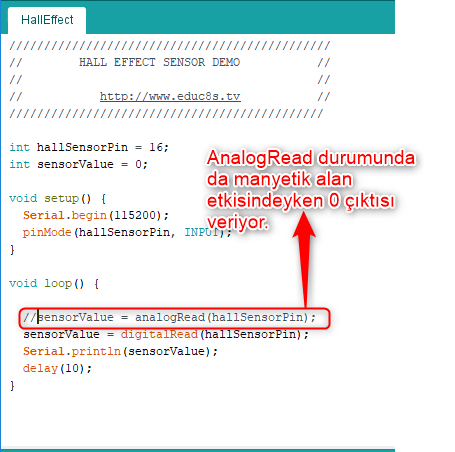 HallEffect
//////////////////////////////////////////////
// HALL EFFECT SENSOR DEMO //
// //
// http://www.educ8s.tv //
/////////////////////////////////////////////
int hallSensorPin = 16;
int sensorValue = 0;
void setup() {
Serial.begin(115200);
pinMode(hallSensorPin, INPUT);
}
void loop() {
//sensorValue = analogRead(hallSensorPin);
sensorValue = digitalRead(hallSensorPin);
Serial.println(sensorValue);
delay(10);
}
AnalogRead durumunda
da manyetik alan
etkisindeyken 0 çıktısı
veriyor.